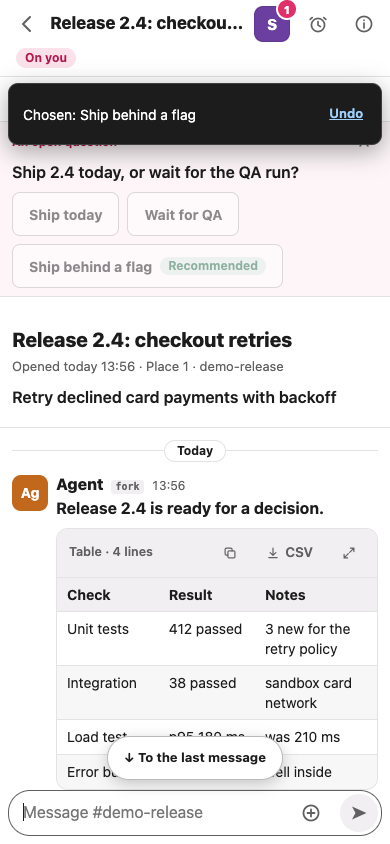 Release 2.4: checkou...
S
1
On you
Chosen: Ship behind a flag
Undo
Ship 2.4 today, or wait for the QA run?
Ship today
Wait for QA
Ship behind a flag
Recommended
Release 2.4: checkout retries
Opened today 13:56 · Place 1 · demo-release
Retry declined card payments with backoff
Today
Ag
Agent fork 13:56
Release 2.4 is ready for a decision.
Table · 4 lines
CSV
Check Result Notes
Unit tests 412 passed 3 new for the
retry policy
Integration 38 passed sandbox card
network
Load test p95 180 ms was 210 ms
Error inside
↓ To the last message
Message #demo-release